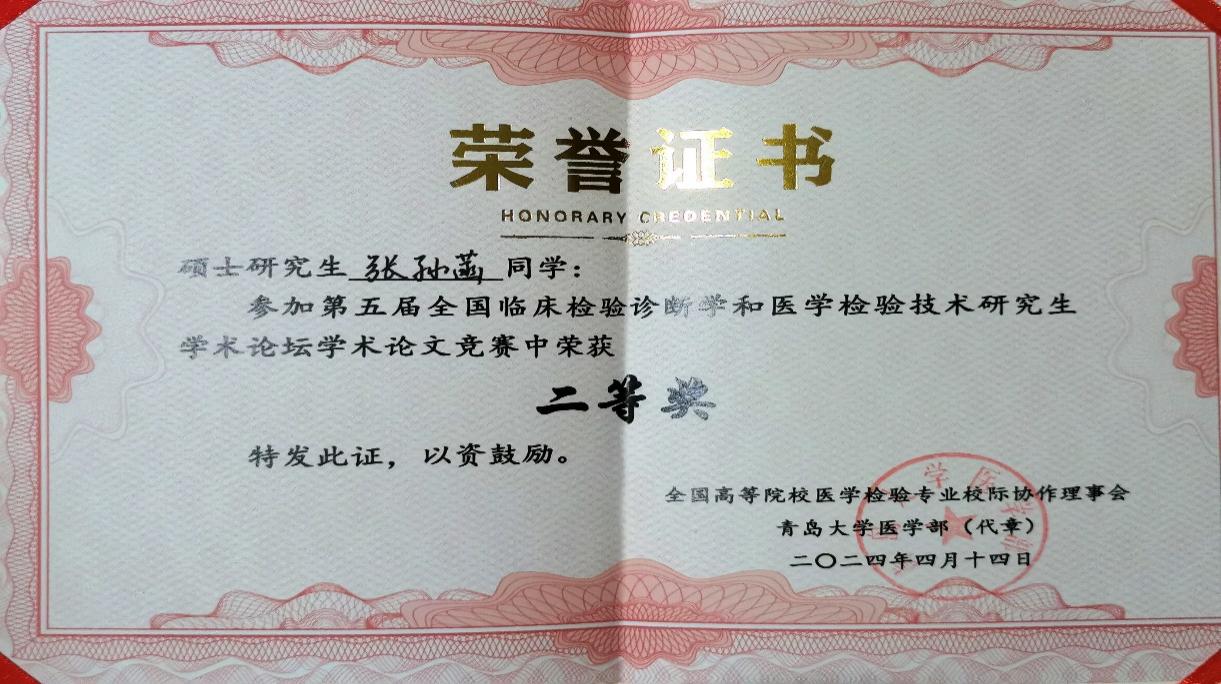 荣誉证书
HONORARY CREDENTIAL
硕士研究生 张孙菡 同学：
参加第五届全国临床检验诊断学和医学检验技术研究生
学术论坛学术论文竞赛中荣获
二等奖
特发此证，以资鼓励。
全国高等院校医学检验专业校际协作理事会
青岛大学医学部（代章）
二〇二四年四月十四日